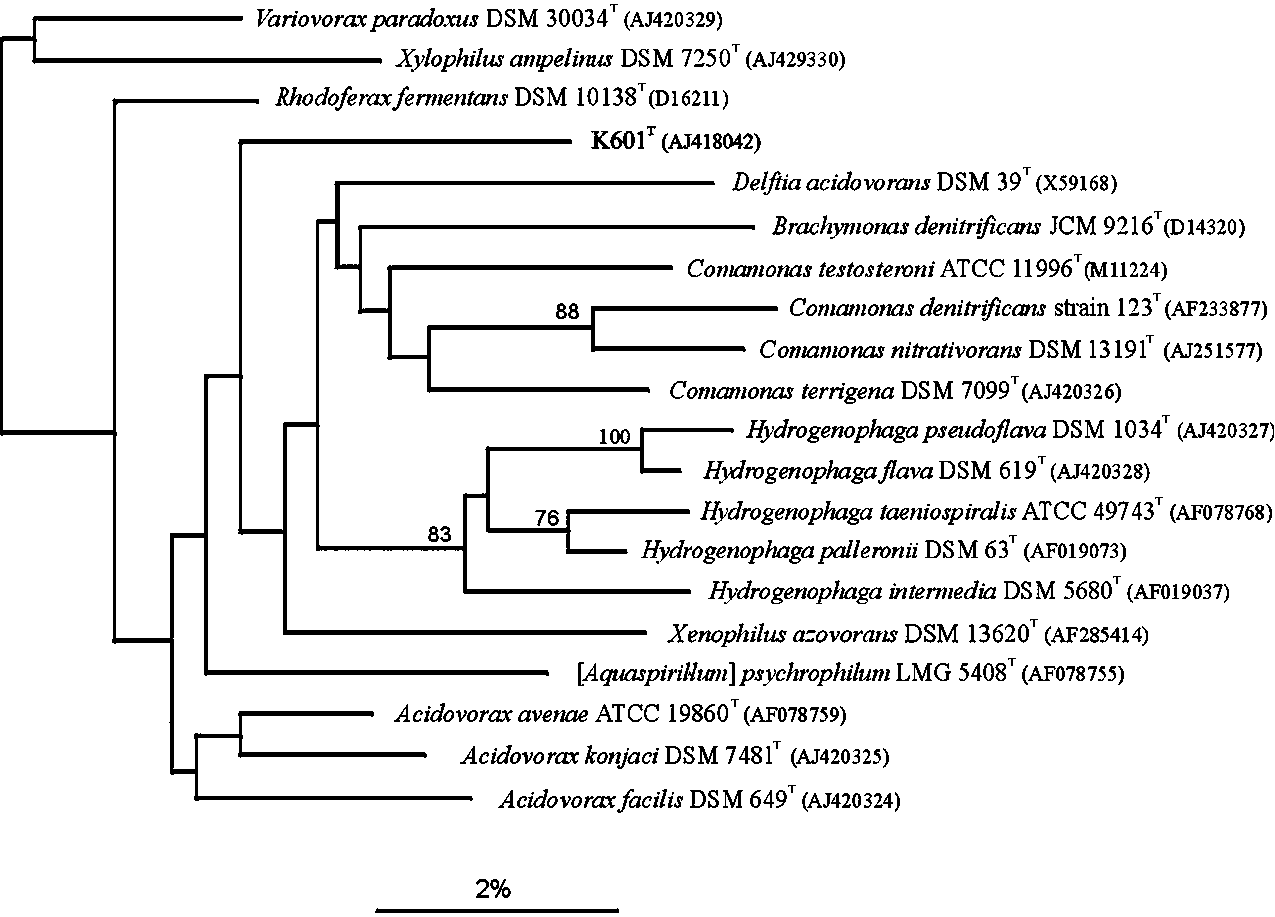 Variovorax paradoxus DSM 30034T (AJ420329)
Xylophilus ampelinus DSM 7250T (AJ429330)
Rhodoferax fermentans DSM 10138T (D16211)
K601T (AJ418042)
Delftia acidovorans DSM 39T (X59168)
Brachymonas denitrificans JCM 9216T (D14320)
Comamonas testosteroni ATCC 11996T (M11224)
88
Comamonas denitrificans strain 123T (AF233877)
Comamonas nitrativorans DSM 13191T (AJ251577)
Comamonas terrigena DSM 7099T (AJ420326)
100
Hydrogenophaga pseudoflava DSM 1034T (AJ420327)
Hydrogenophaga flava DSM 619T (AJ420328)
76
Hydrogenophaga taeniospiralis ATCC 49743T (AF078768)
83
Hydrogenophaga palleronii DSM 63T (AF019073)
Hydrogenophaga intermedia DSM 5680T (AF019037)
Xenophilus azovorans DSM 13620T (AF285414)
[Aquaspirillum] psychrophilum LMG 5408T (AF078755)
Acidovorax avenae ATCC 19860T (AF078759)
Acidovorax konjaci DSM 7481T (AJ420325)
Acidovorax facilis DSM 649T (AJ420324)
2%